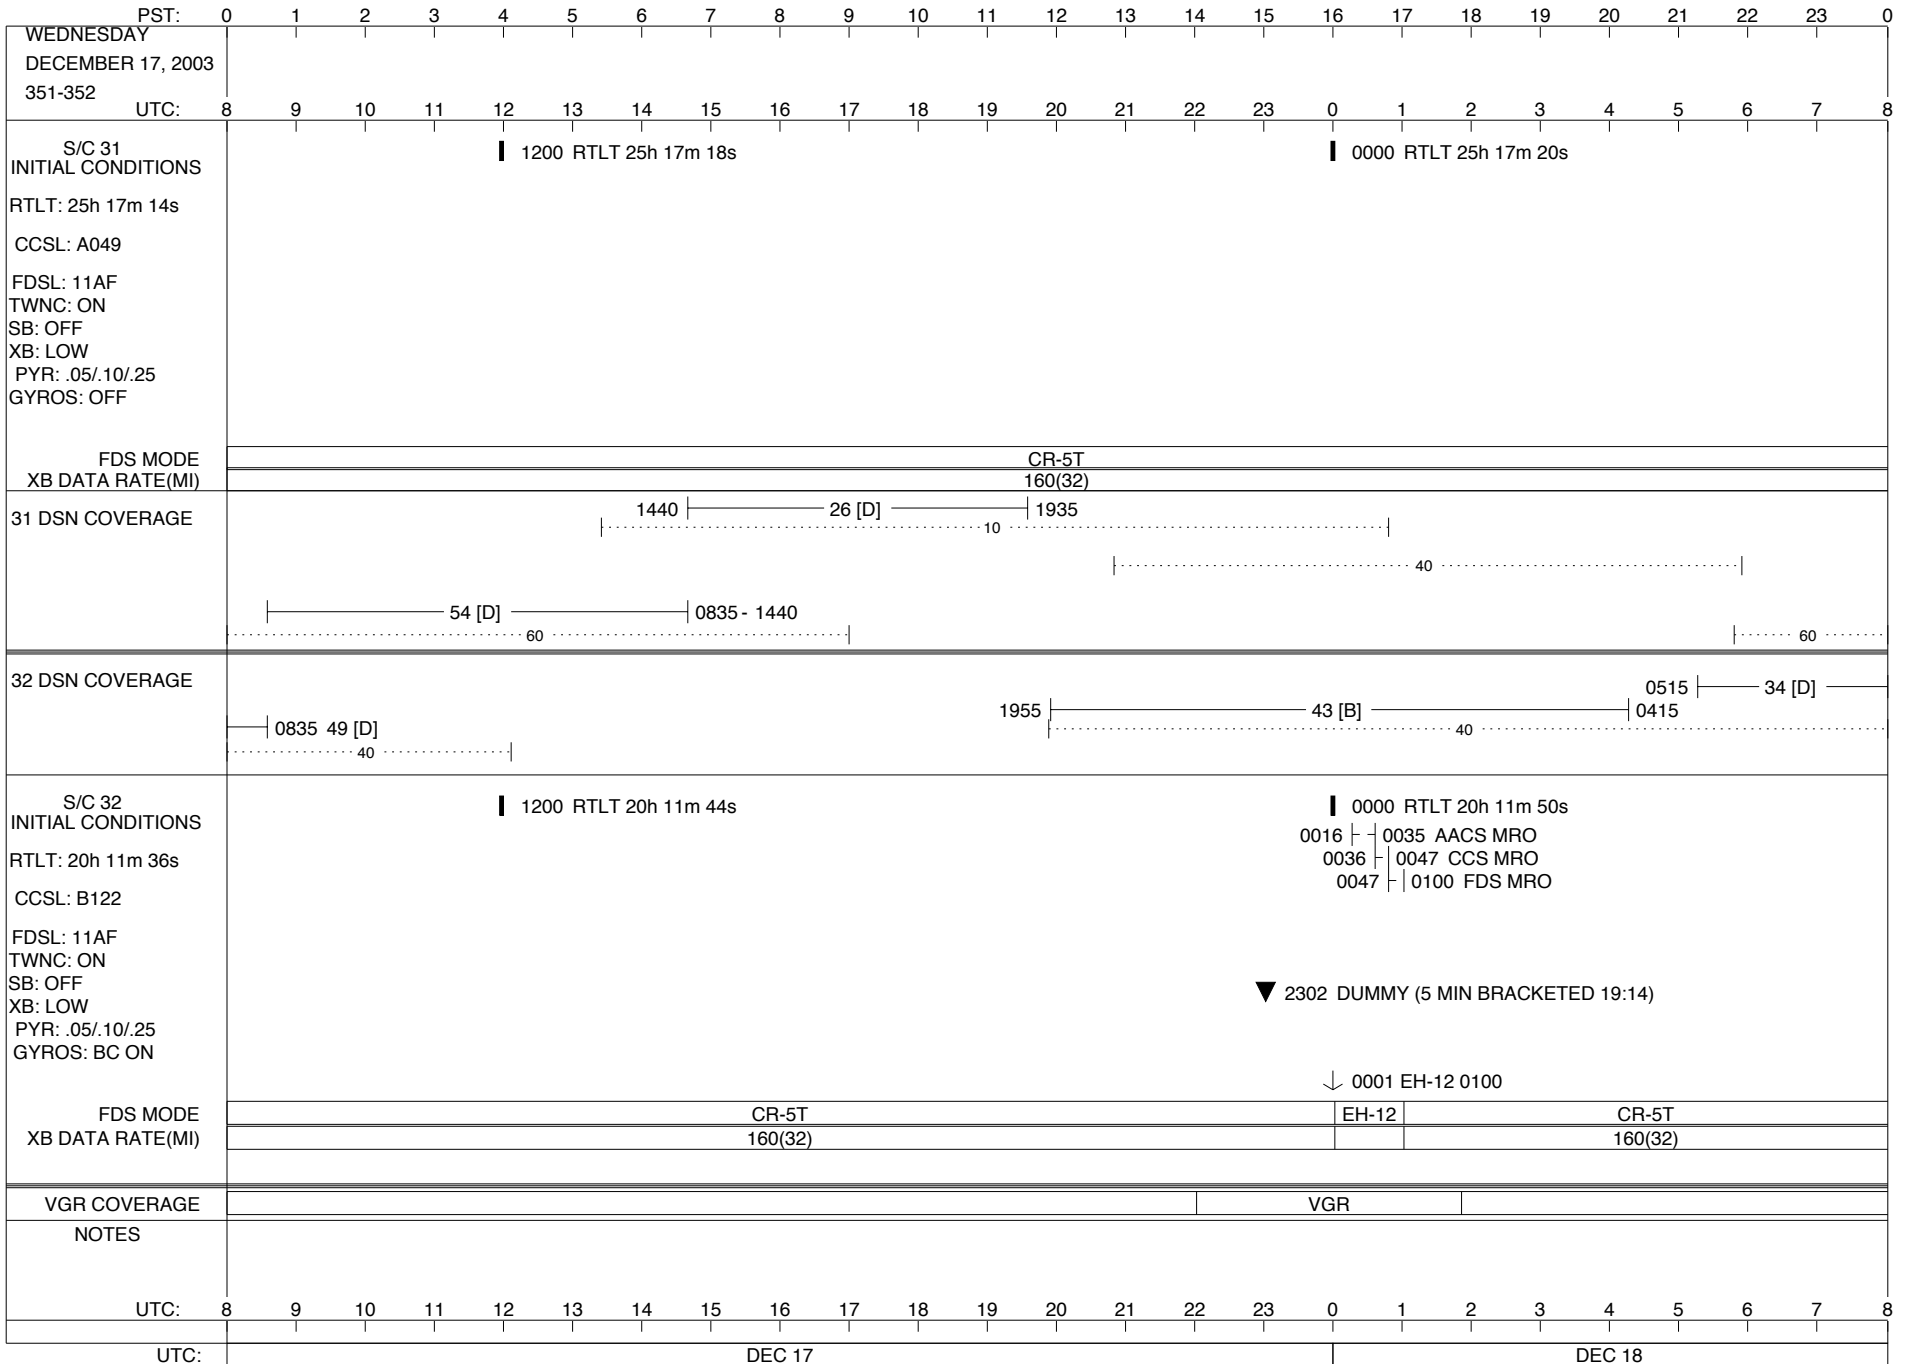 PST: 0 1 2 3 4 5 6 7 8 9 10 11 12 13 14 15 16 17 18 19 20 21 22 23 0
WEDNESDAY
DECEMBER 17, 2003
351-352
UTC: 8 9 10 11 12 13 14 15 16 17 18 19 20 21 22 23 0 1 2 3 4 5 6 7 8
S/C 31
INITIAL CONDITIONS
1200 RTLT 25h 17m 18s
0000 RTLT 25h 17m 20s
RTLT: 25h 17m 14s
CCSL: A049
FDSL: 11AF
TWNC: ON
SB: OFF
XB: LOW
PYR: .05/.10/.25
GYROS: OFF
FDS MODE CR-5T
XB DATA RATE(MI) 160(32)
31 DSN COVERAGE
1440 26 [D] 1935
10
40
54 [D] 0835 - 1440
60 60
32 DSN COVERAGE
0515 34 [D]
1955 43 [B] 0415
0835 49 [D]
40
40
S/C 32
INITIAL CONDITIONS
1200 RTLT 20h 11m 44s
0000 RTLT 20h 11m 50s
0016 0035 AACS MRO
0036 0047 CCS MRO
0047 0100 FDS MRO
RTLT: 20h 11m 36s
CCSL: B122
FDSL: 11AF
TWNC: ON
SB: OFF
XB: LOW
PYR: .05/.10/.25
GYROS: BC ON
2302 DUMMY (5 MIN BRACKETED 19:14)
0001 EH-12 0100
FDS MODE CR-5T EH-12 CR-5T
XB DATA RATE(MI) 160(32) 160(32)
VGR COVERAGE VGR
NOTES
UTC: 8 9 10 11 12 13 14 15 16 17 18 19 20 21 22 23 0 1 2 3 4 5 6 7 8
UTC: DEC 17 DEC 18